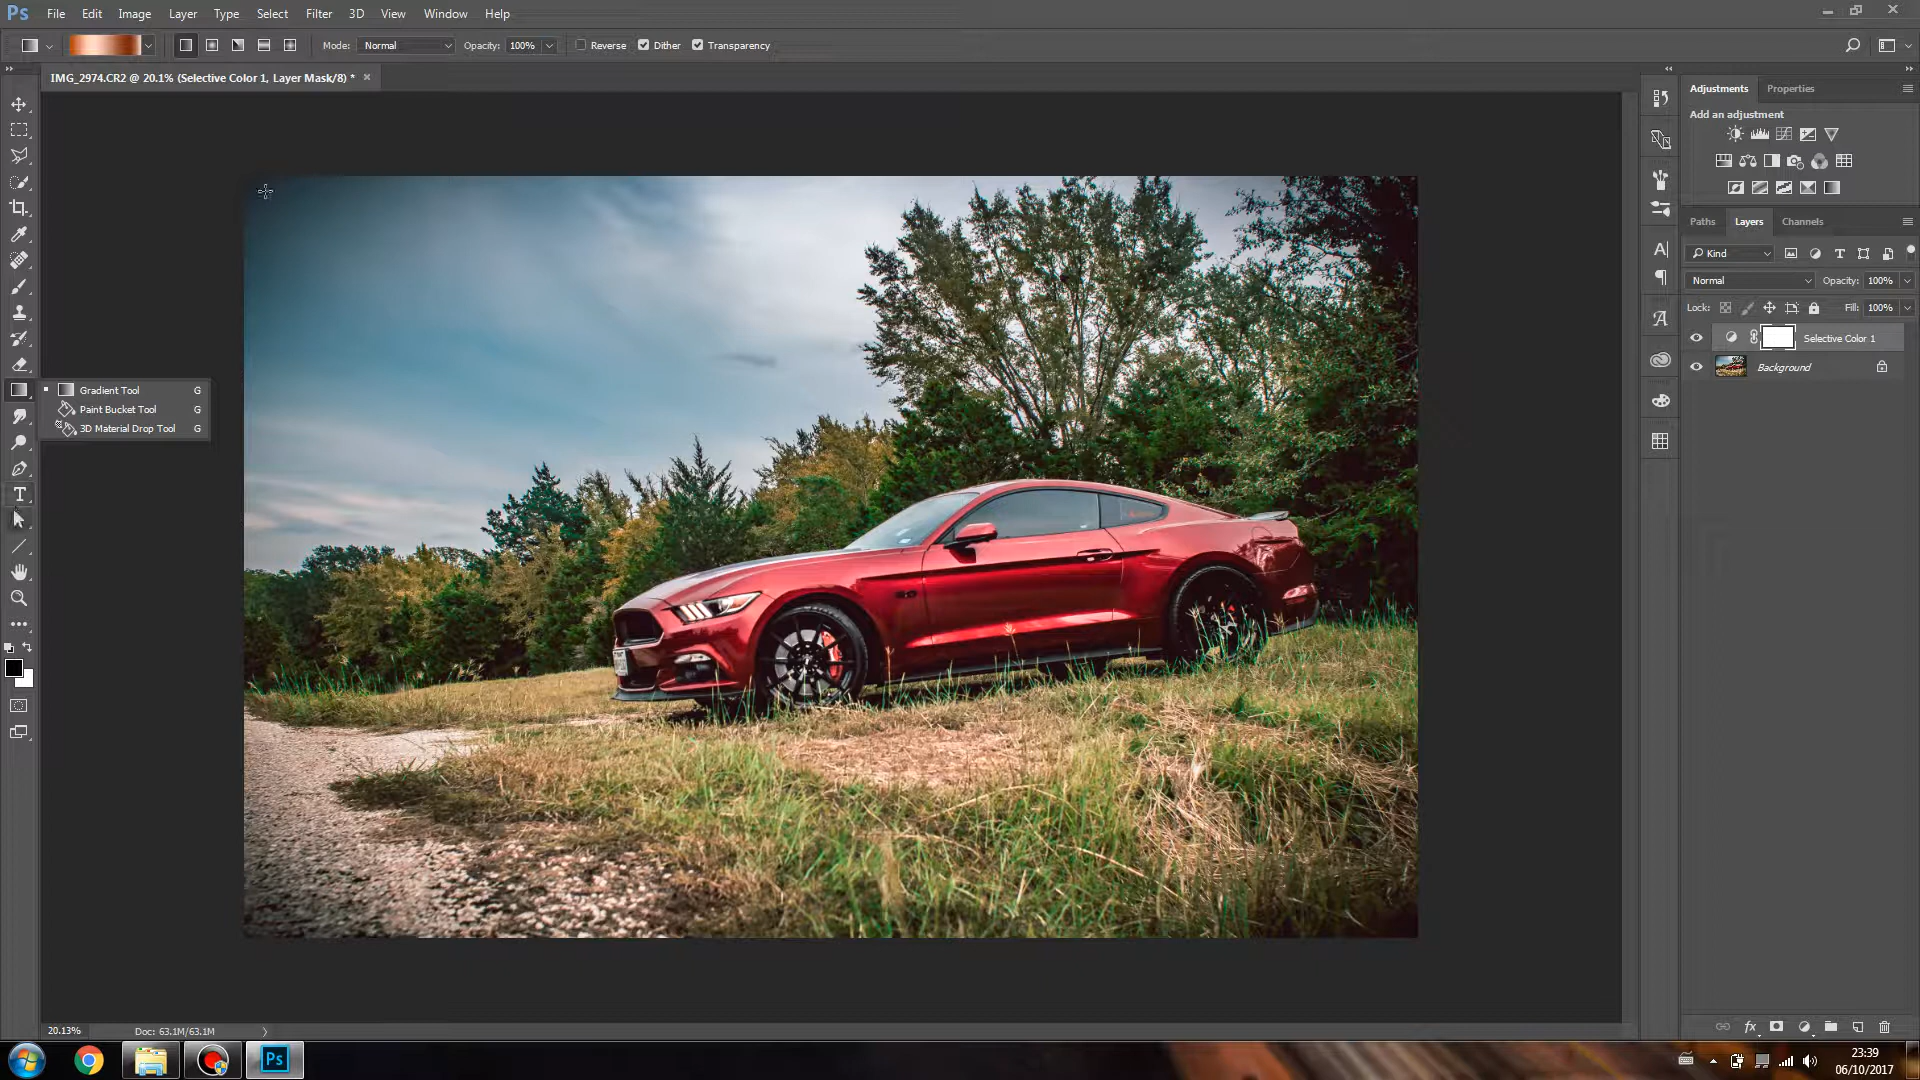 Ps File Edit Image Layer Type Select Filter 3D View Window Help
Mode: Normal Opacity: 100% Reverse Dither Transparency
IMG_2974.CR2 @ 20.1% (Selective Color 1, Layer Mask/8) * ×
Adjustments Properties
Add an adjustment
Paths Layers Channels
Kind
Normal Opacity: 100%
Lock: Fill: 100%
Selective Color 1
Background
Gradient Tool G
Paint Bucket Tool G
3D Material Drop Tool G
20.13% Doc: 63.1M/63.1M
Ps
23:39
06/10/2017